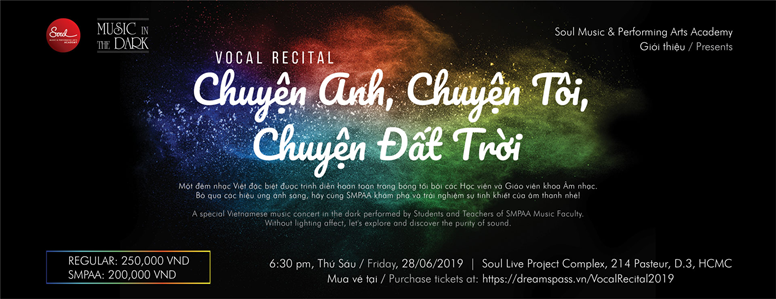 Soul
MUSIC & PERFORMING ARTS
ACADEMY
MUSIC IN
THE DARK
Soul Music & Performing Arts Academy
Giới thiệu / Presents
VOCAL RECITAL
Chuyện Anh, Chuyện Tôi,
Chuyện Đất Trời
Một đêm nhạc Việt đặc biệt được trình diễn hoàn toàn trong bóng tối bởi các Học viên và Giáo viên khoa Âm nhạc.
Bỏ qua các hiệu ứng ánh sáng, hãy cùng SMPAA khám phá và trải nghiệm sự tinh khiết của âm thanh nhé!
A special Vietnamese music concert in the dark performed by Students and Teachers of SMPAA Music Faculty.
Without lighting affect, let's explore and discover the purity of sound.
REGULAR: 250,000 VND
SMPAA: 200,000 VND
6:30 pm, Thứ Sáu / Friday, 28/06/2019 | Soul Live Project Complex, 214 Pasteur, D.3, HCMC
Mua vé tại / Purchase tickets at: https://dreamspass.vn/VocalRecital2019